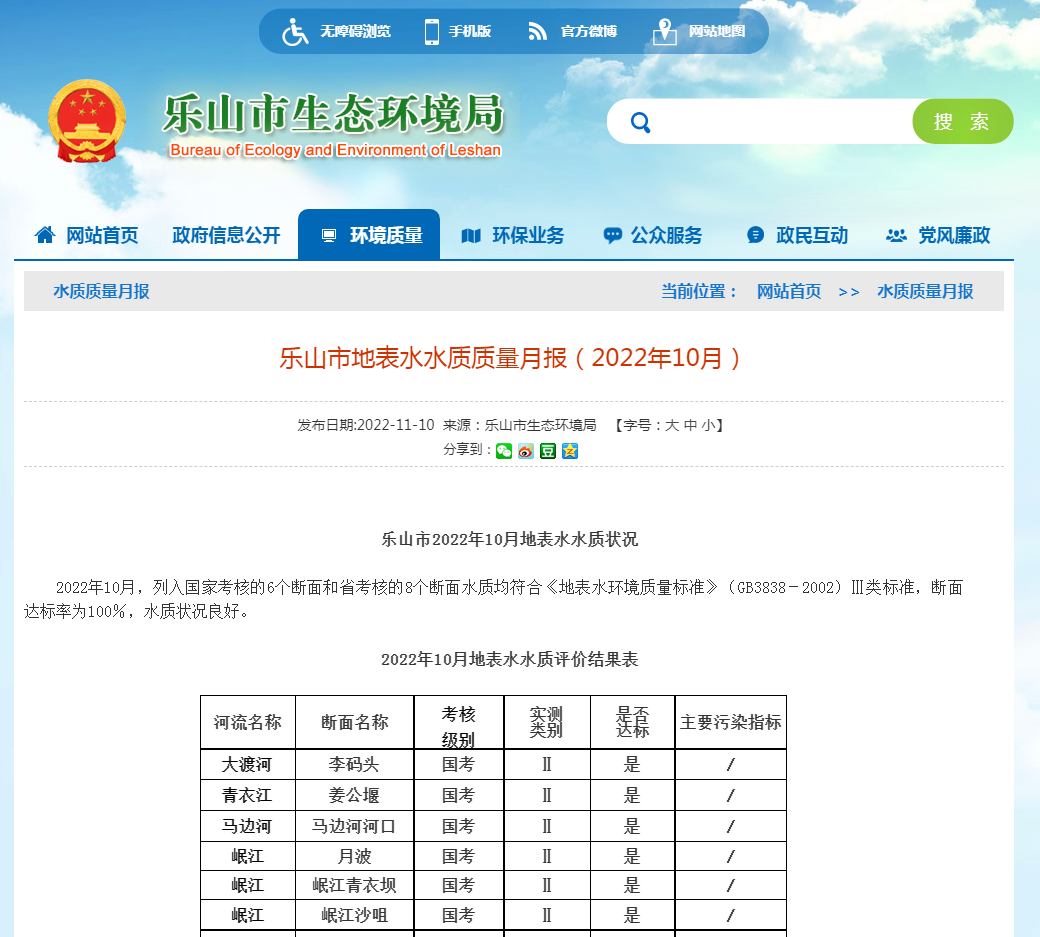 无障碍浏览 手机版 官方微博 网站地图
乐山市生态环境局
Bureau of Ecology and Environment of Leshan
搜 索
网站首页 政府信息公开 环境质量 环保业务 公众服务 政民互动 党风廉政
水质质量月报 当前位置： 网站首页 >> 水质质量月报
乐山市地表水水质质量月报（2022年10月）
发布日期:2022-11-10 来源：乐山市生态环境局 【字号：大 中 小】
分享到：
乐山市2022年10月地表水水质状况
2022年10月，列入国家考核的6个断面和省考核的8个断面水质均符合《地表水环境质量标准》（GB3838－2002）Ⅲ类标准，断面
达标率为100%，水质状况良好。
2022年10月地表水水质评价结果表
河流名称 断面名称 考核级别 实测类别 是否达标 主要污染指标
大渡河 李码头 国考 Ⅱ 是 /
青衣江 姜公堰 国考 Ⅱ 是 /
马边河 马边河河口 国考 Ⅱ 是 /
岷江 月波 国考 Ⅱ 是 /
岷江 岷江青衣坝 国考 Ⅱ 是 /
岷江 岷江沙咀 国考 Ⅱ 是 /